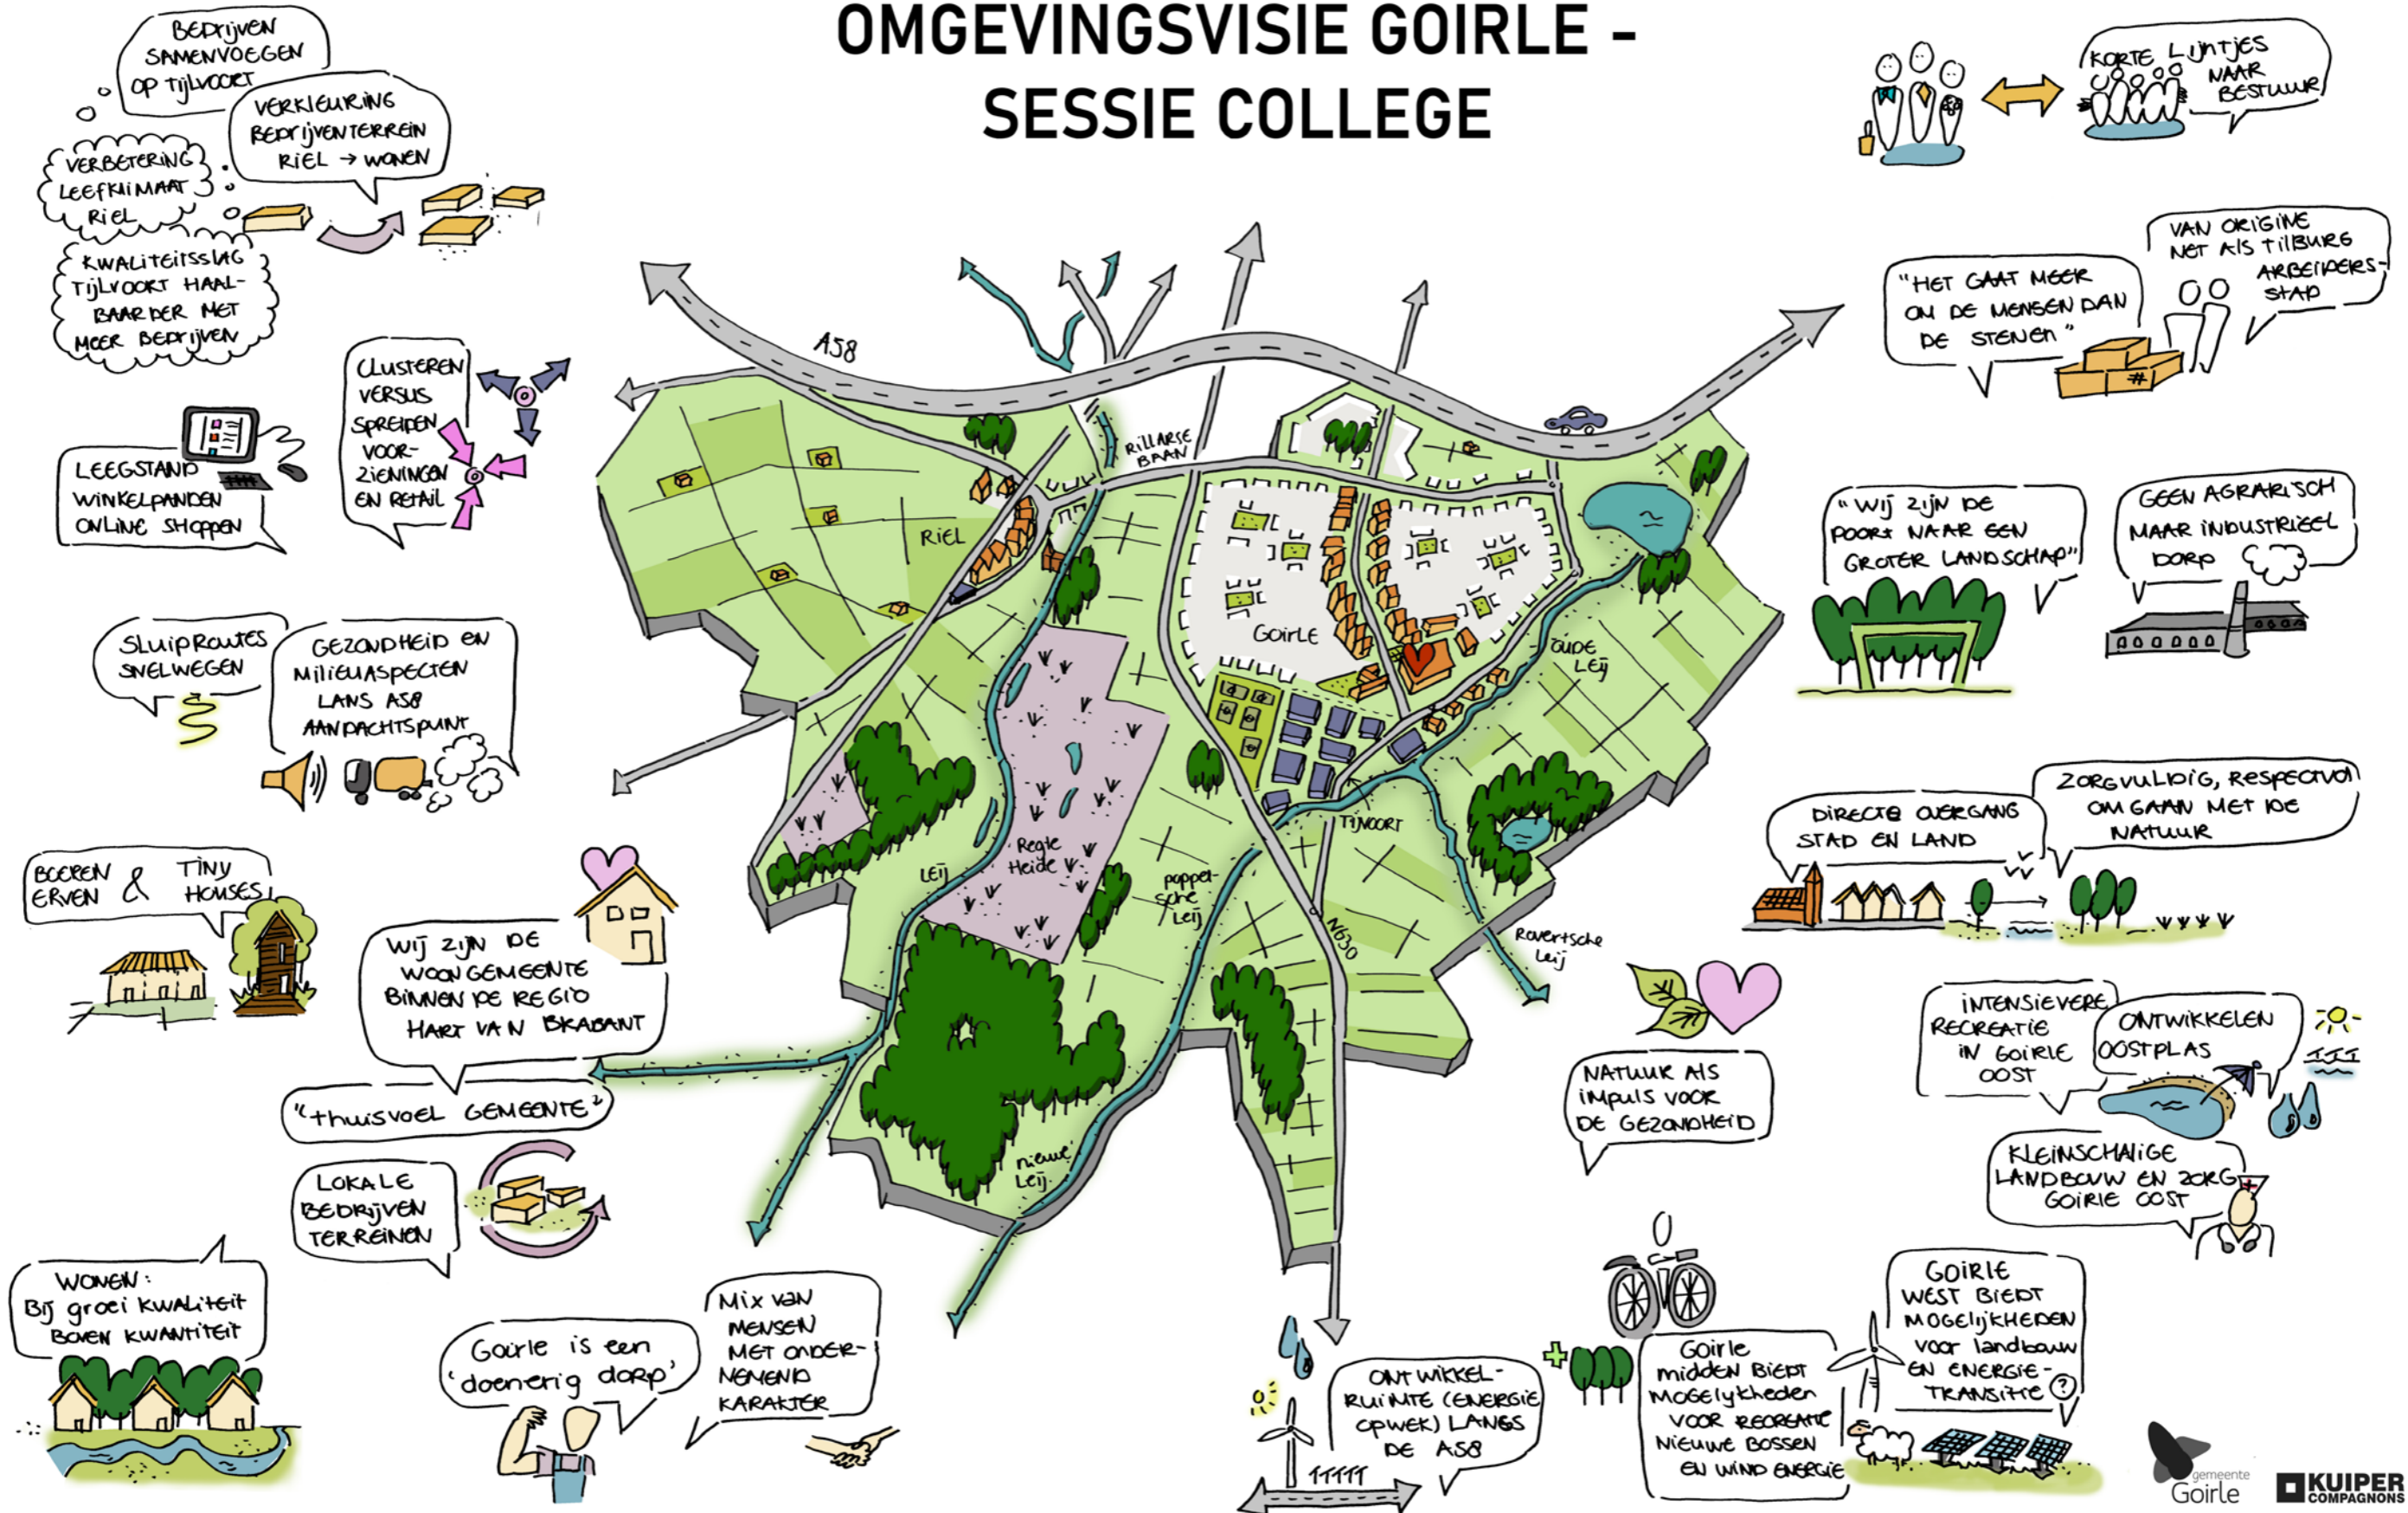 OMGEVINGSVISIE GOIRLE -
SESSIE COLLEGE
BEDRIJVEN
SAMENVOEGEN
OP TIJLVOORT
VERKLEURING
BEDRIJVENTERREIN
RIEL → WONEN
VERBETERING
LEEFKLIMAAT
RIEL
KWALITEITSSLAG
TIJLVOORT HAAL-
BAARDER MET
MEER BEDRIJVEN
CLUSTEREN
VERSUS
SPREIDEN
VOOR-
ZIENINGEN
EN RETAIL
LEEGSTAND
WINKELPANDEN
ONLINE SHOPPEN
SLUIPROUTES
SNELWEGEN
GEZONDHEID EN
MILIEUASPECTEN
LANS A58
AANDACHTSPUNT
BOEREN
ERVEN
&
TINY
HOUSES
WIJ ZIJN DE
WOONGEMEENTE
BINNEN DE REGIO
HART VAN BRABANT
"thuisvoel GEMEENTE"
LOKALE
BEDRIJVEN
TERREINEN
WONEN:
Bij groei KWALITEIT
BOVEN KWANTITEIT
Goirle is een
'doenerig dorp'
MIX VAN
MENSEN
MET ONDER-
NEMEND
KARAKTER
A58
RILLARSE
BAAN
RIEL
GOIRLE
OUDE
LEIJ
TIJVOORT
Regte
Heide
LEIJ
poppel-
sche
Leij
N630
Rovertsche
Leij
nieuwe
Leij
KORTE LIJNTJES
NAAR
BESTUUR
VAN ORIGINE
NET ALS TILBURG
ARBEIDERS-
STAD
"HET GAAT MEER
OM DE MENSEN DAN
DE STENEN"
#
"WIJ ZIJN DE
POORT NAAR EEN
GROTER LANDSCHAP"
GEEN AGRARISCH
MAAR INDUSTRIEEL
DORP
DIRECTE OVERGANG
STAD EN LAND
ZORGVULDIG, RESPECTVOL
OM GAAN MET DE
NATUUR
NATUUR ALS
IMPULS VOOR
DE GEZONDHEID
INTENSIEVERE
RECREATIE
IN GOIRLE
OOST
ONTWIKKELEN
OOSTPLAS
KLEINSCHALIGE
LANDBOUW EN ZORG
GOIRLE OOST
ONTWIKKEL-
RUIMTE (ENERGIE
OPWEK) LANGS
DE A58
Goirle
midden BIEDT
MOGELIJKHEDEN
VOOR RECREATIE
NIEUWE BOSSEN
EN WIND ENERGIE
GOIRLE
WEST BIEDT
MOGELIJKHEDEN
voor landbouw
EN ENERGIE-
TRANSITIE ?
gemeente
Goirle
KUIPER
COMPAGNONS